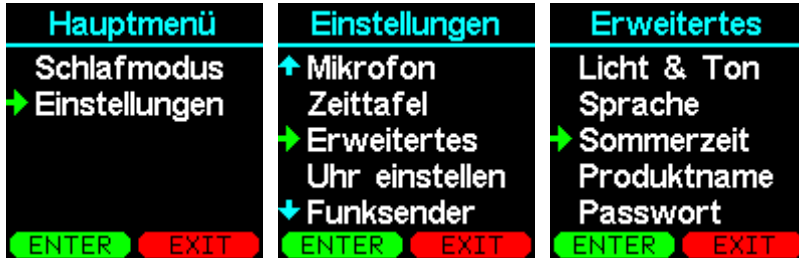 Hauptmenü
Schlafmodus
Einstellungen
ENTER EXIT
Einstellungen
Mikrofon
Zeittafel
Erweitertes
Uhr einstellen
Funksender
ENTER EXIT
Erweitertes
Licht & Ton
Sprache
Sommerzeit
Produktname
Passwort
ENTER EXIT